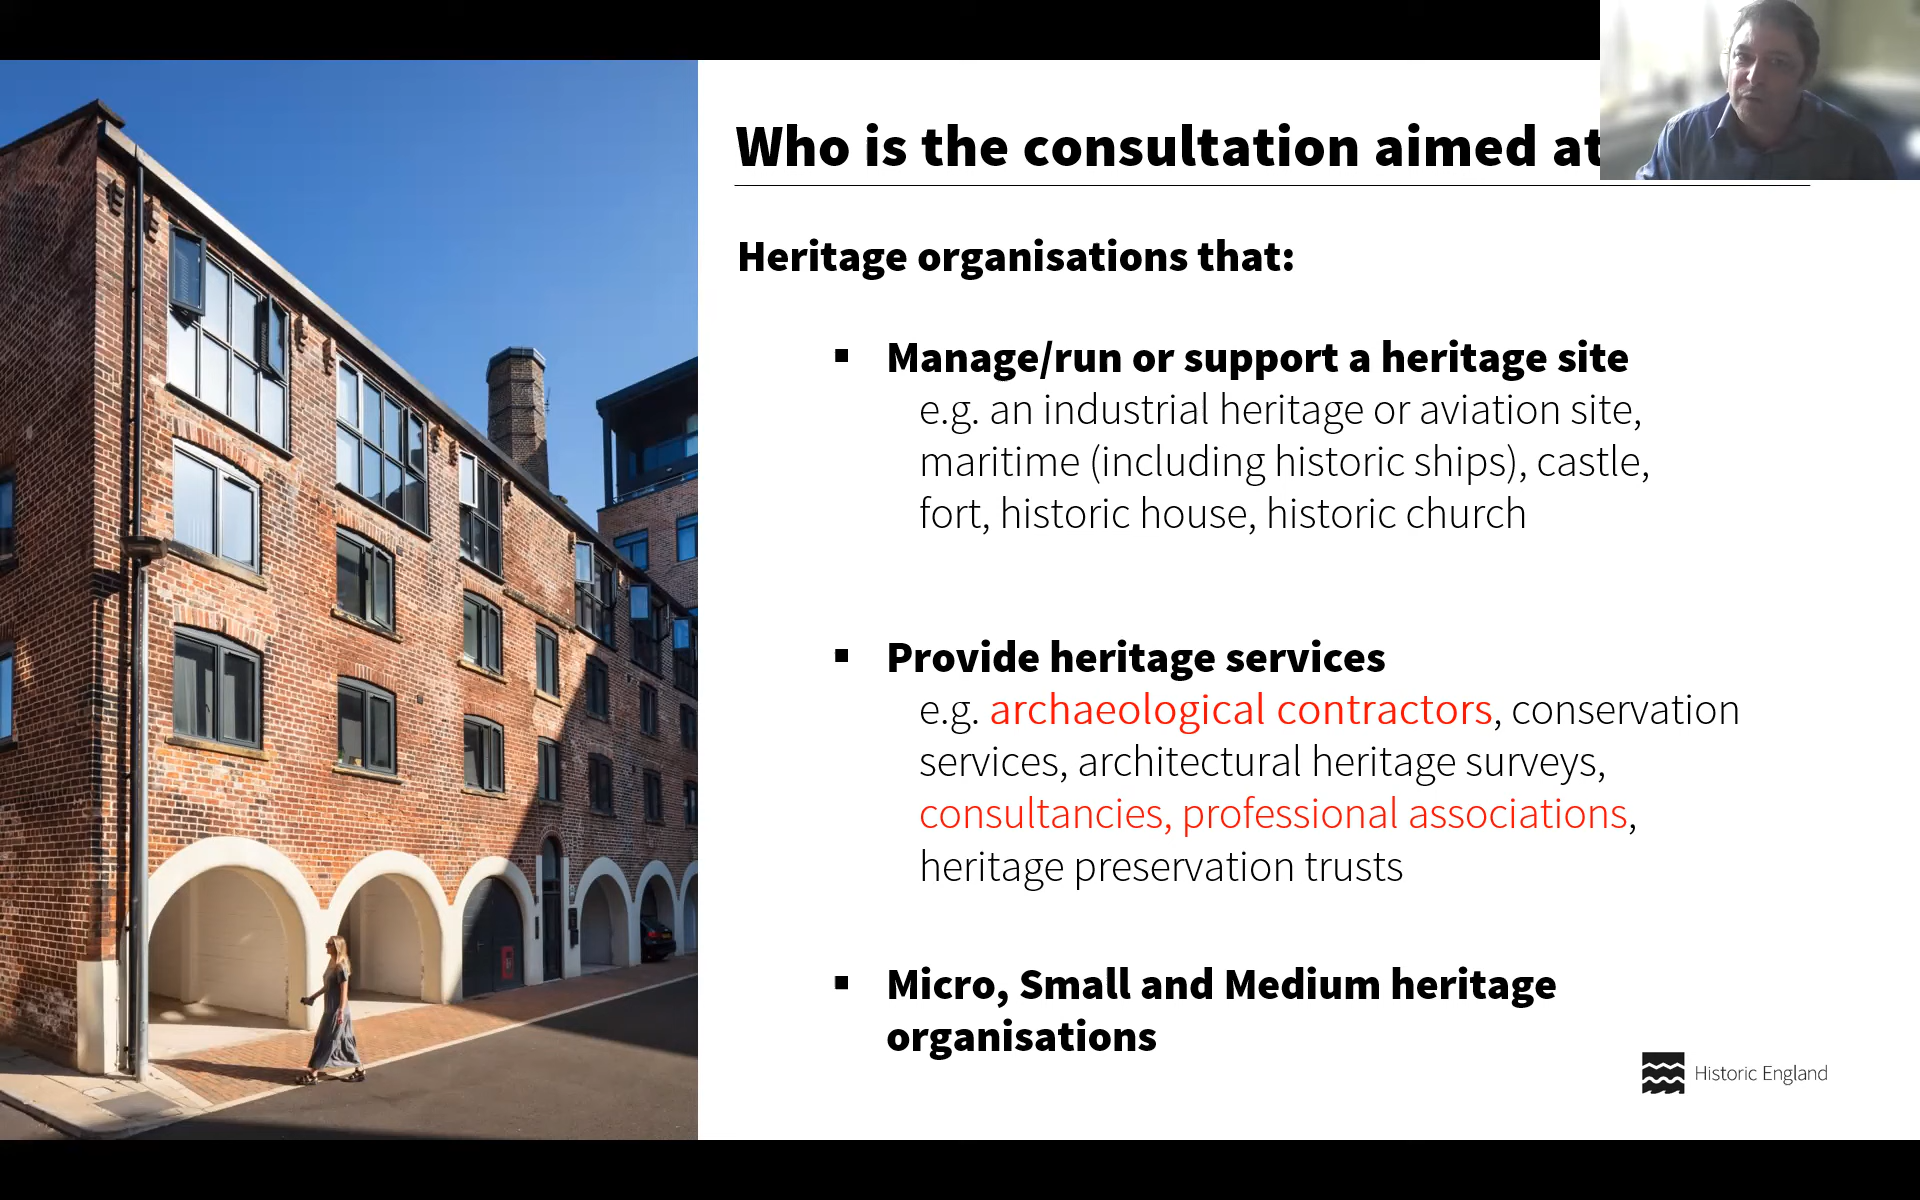 Who is the consultation aimed at
Heritage organisations that:
▪ Manage/run or support a heritage site
e.g. an industrial heritage or aviation site,
maritime (including historic ships), castle,
fort, historic house, historic church
▪ Provide heritage services
e.g. archaeological contractors, conservation
services, architectural heritage surveys,
consultancies, professional associations,
heritage preservation trusts
▪ Micro, Small and Medium heritage
organisations
Historic England